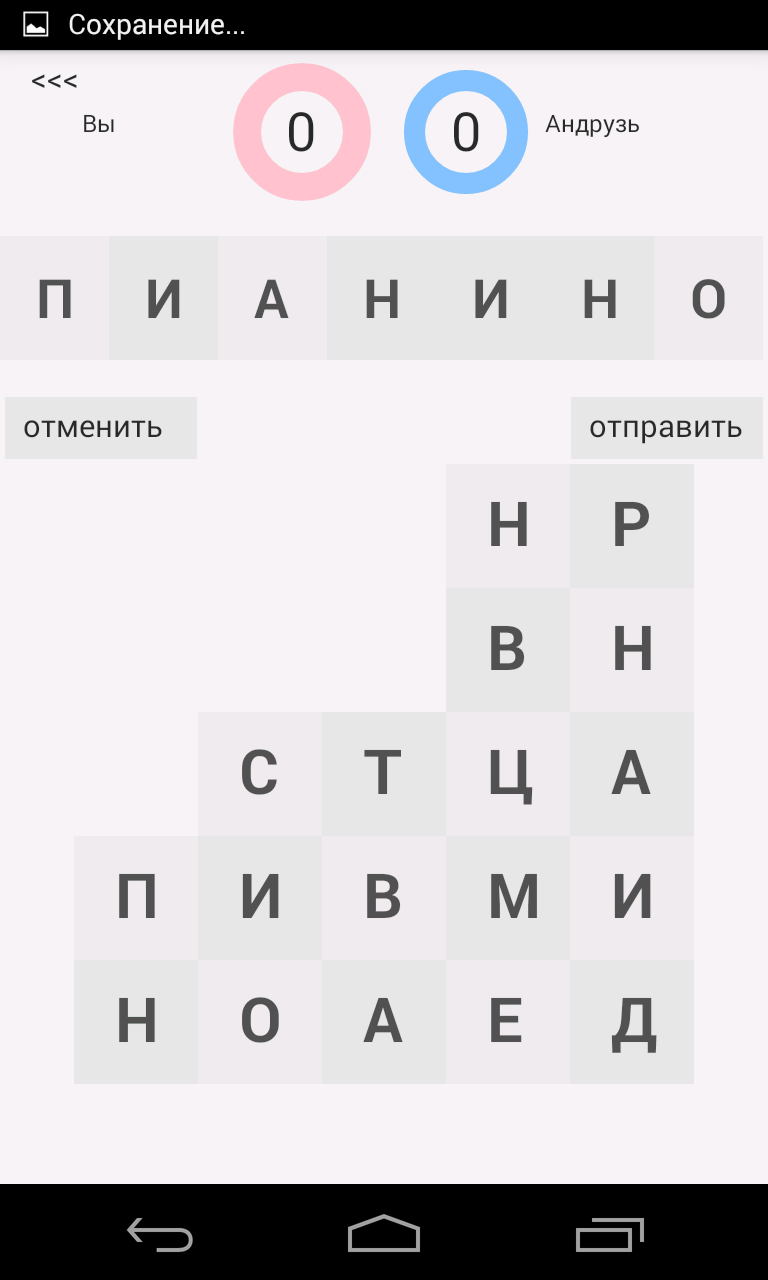 Сохранение...
<<<
Вы 0 0 Андрузь
П И А Н И Н О
отменить отправить
Н Р
В Н
С Т Ц А
П И В М И
Н О А Е Д